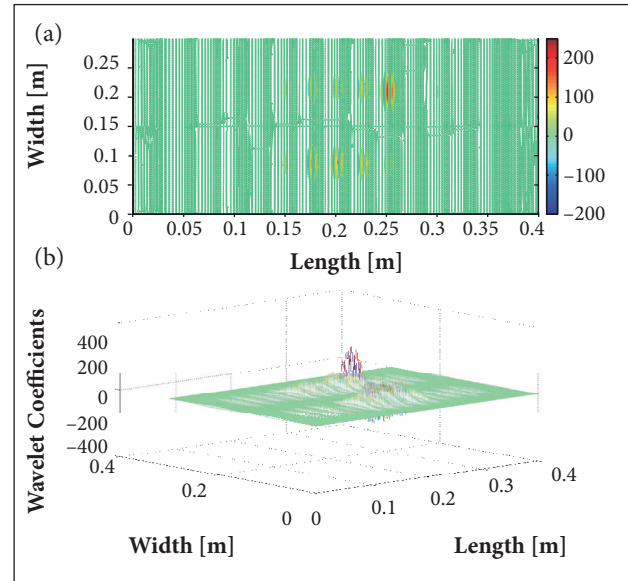 (a)
Width [m]
0.25
0.2
0.15
0.1
0.05
0
0 0.05 0.1 0.15 0.2 0.25 0.3 0.35 0.4
Length [m]
200
100
0
−100
−200
(b)
Wavelet Coefficients
400
200
0
−200
−400
0.4
0.2
0
Width [m]
0 0.1 0.2 0.3 0.4
Length [m]